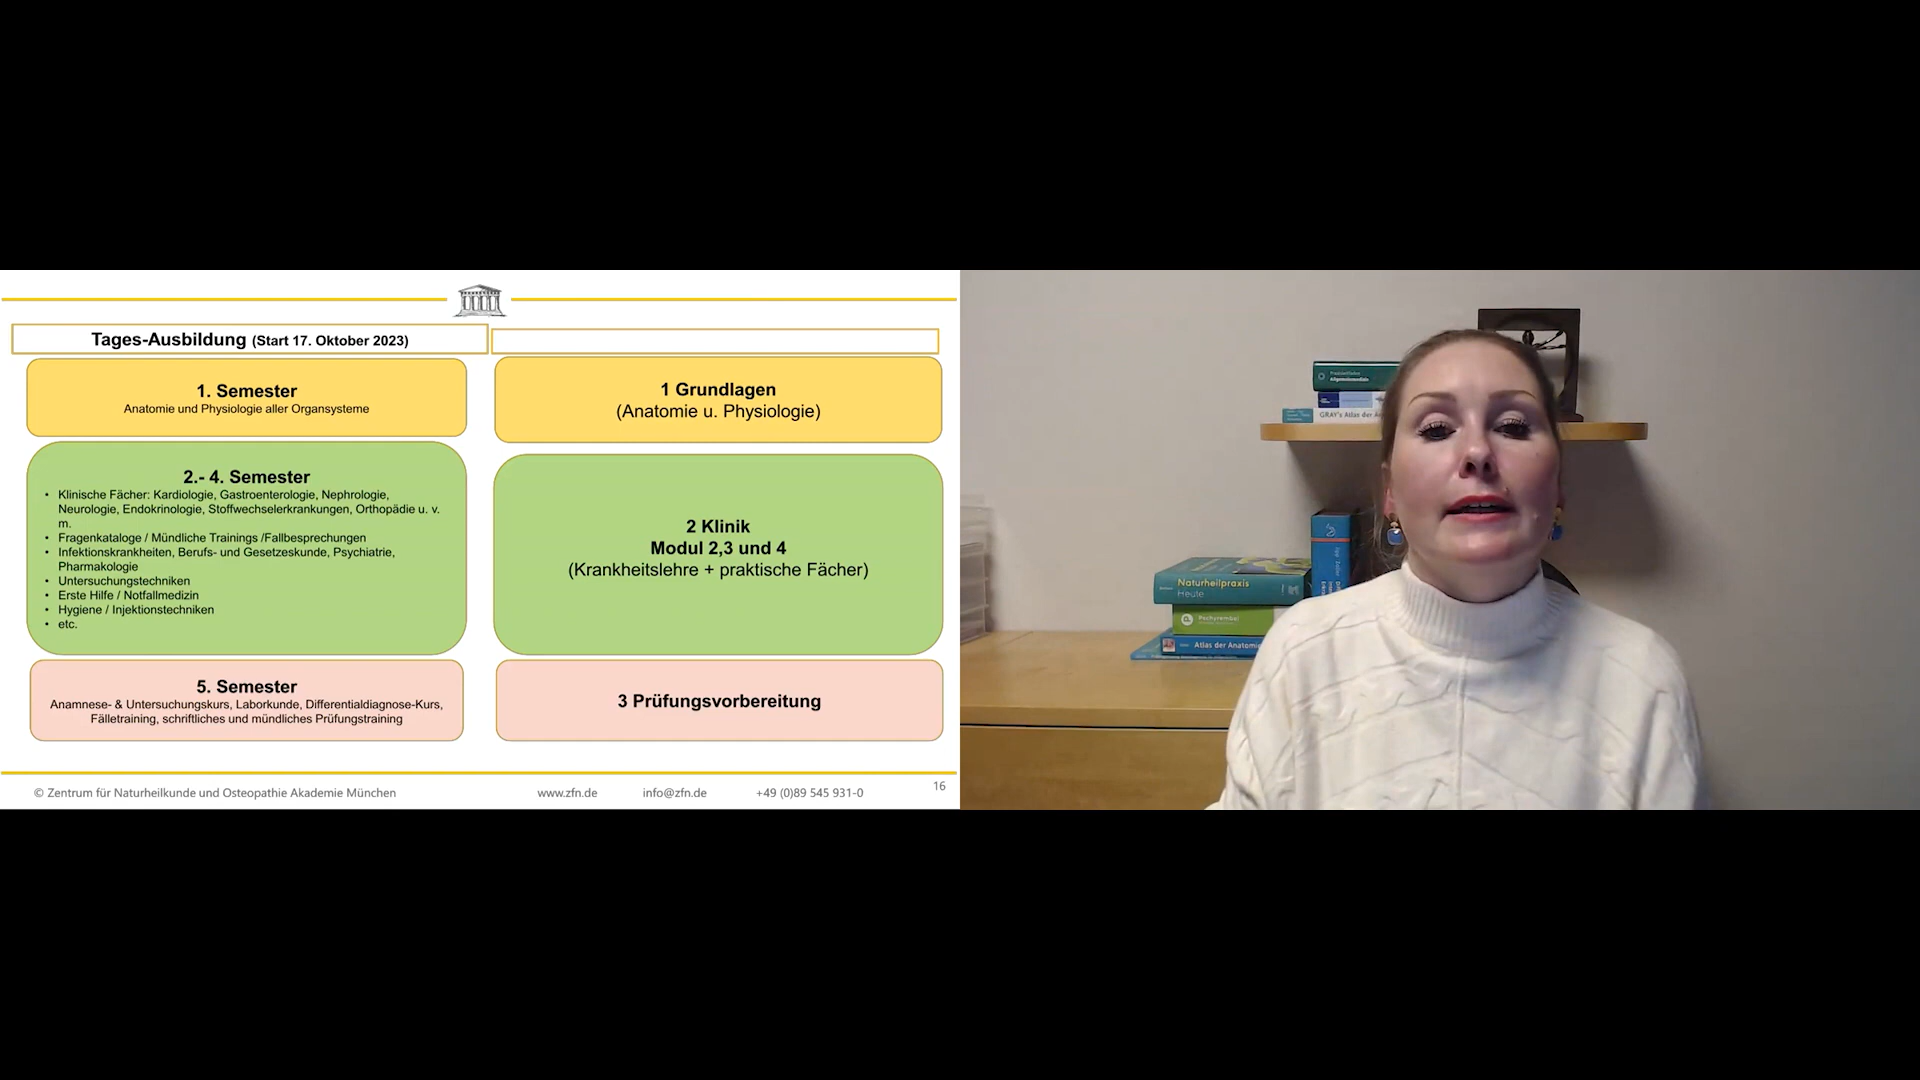 Tages-Ausbildung (Start 17. Oktober 2023)
1. Semester
Anatomie und Physiologie aller Organsysteme
2.- 4. Semester
• Klinische Fächer: Kardiologie, Gastroenterologie, Nephrologie,
Neurologie, Endokrinologie, Stoffwechselerkrankungen, Orthopädie u. v.
m.
• Fragenkataloge / Mündliche Trainings /Fallbesprechungen
• Infektionskrankheiten, Berufs- und Gesetzeskunde, Psychiatrie,
Pharmakologie
• Untersuchungstechniken
• Erste Hilfe / Notfallmedizin
• Hygiene / Injektionstechniken
• etc.
5. Semester
Anamnese- & Untersuchungskurs, Laborkunde, Differentialdiagnose-Kurs,
Fälletraining, schriftliches und mündliches Prüfungstraining
1 Grundlagen
(Anatomie u. Physiologie)
2 Klinik
Modul 2,3 und 4
(Krankheitslehre + praktische Fächer)
3 Prüfungsvorbereitung
© Zentrum für Naturheilkunde und Osteopathie Akademie München
www.zfn.de
info@zfn.de
+49 (0)89 545 931-0
16
Allgemeinmedizin
GRAY's Atlas der
Naturheilpraxis
Heute
Pschyrembel
Atlas der Anatomie